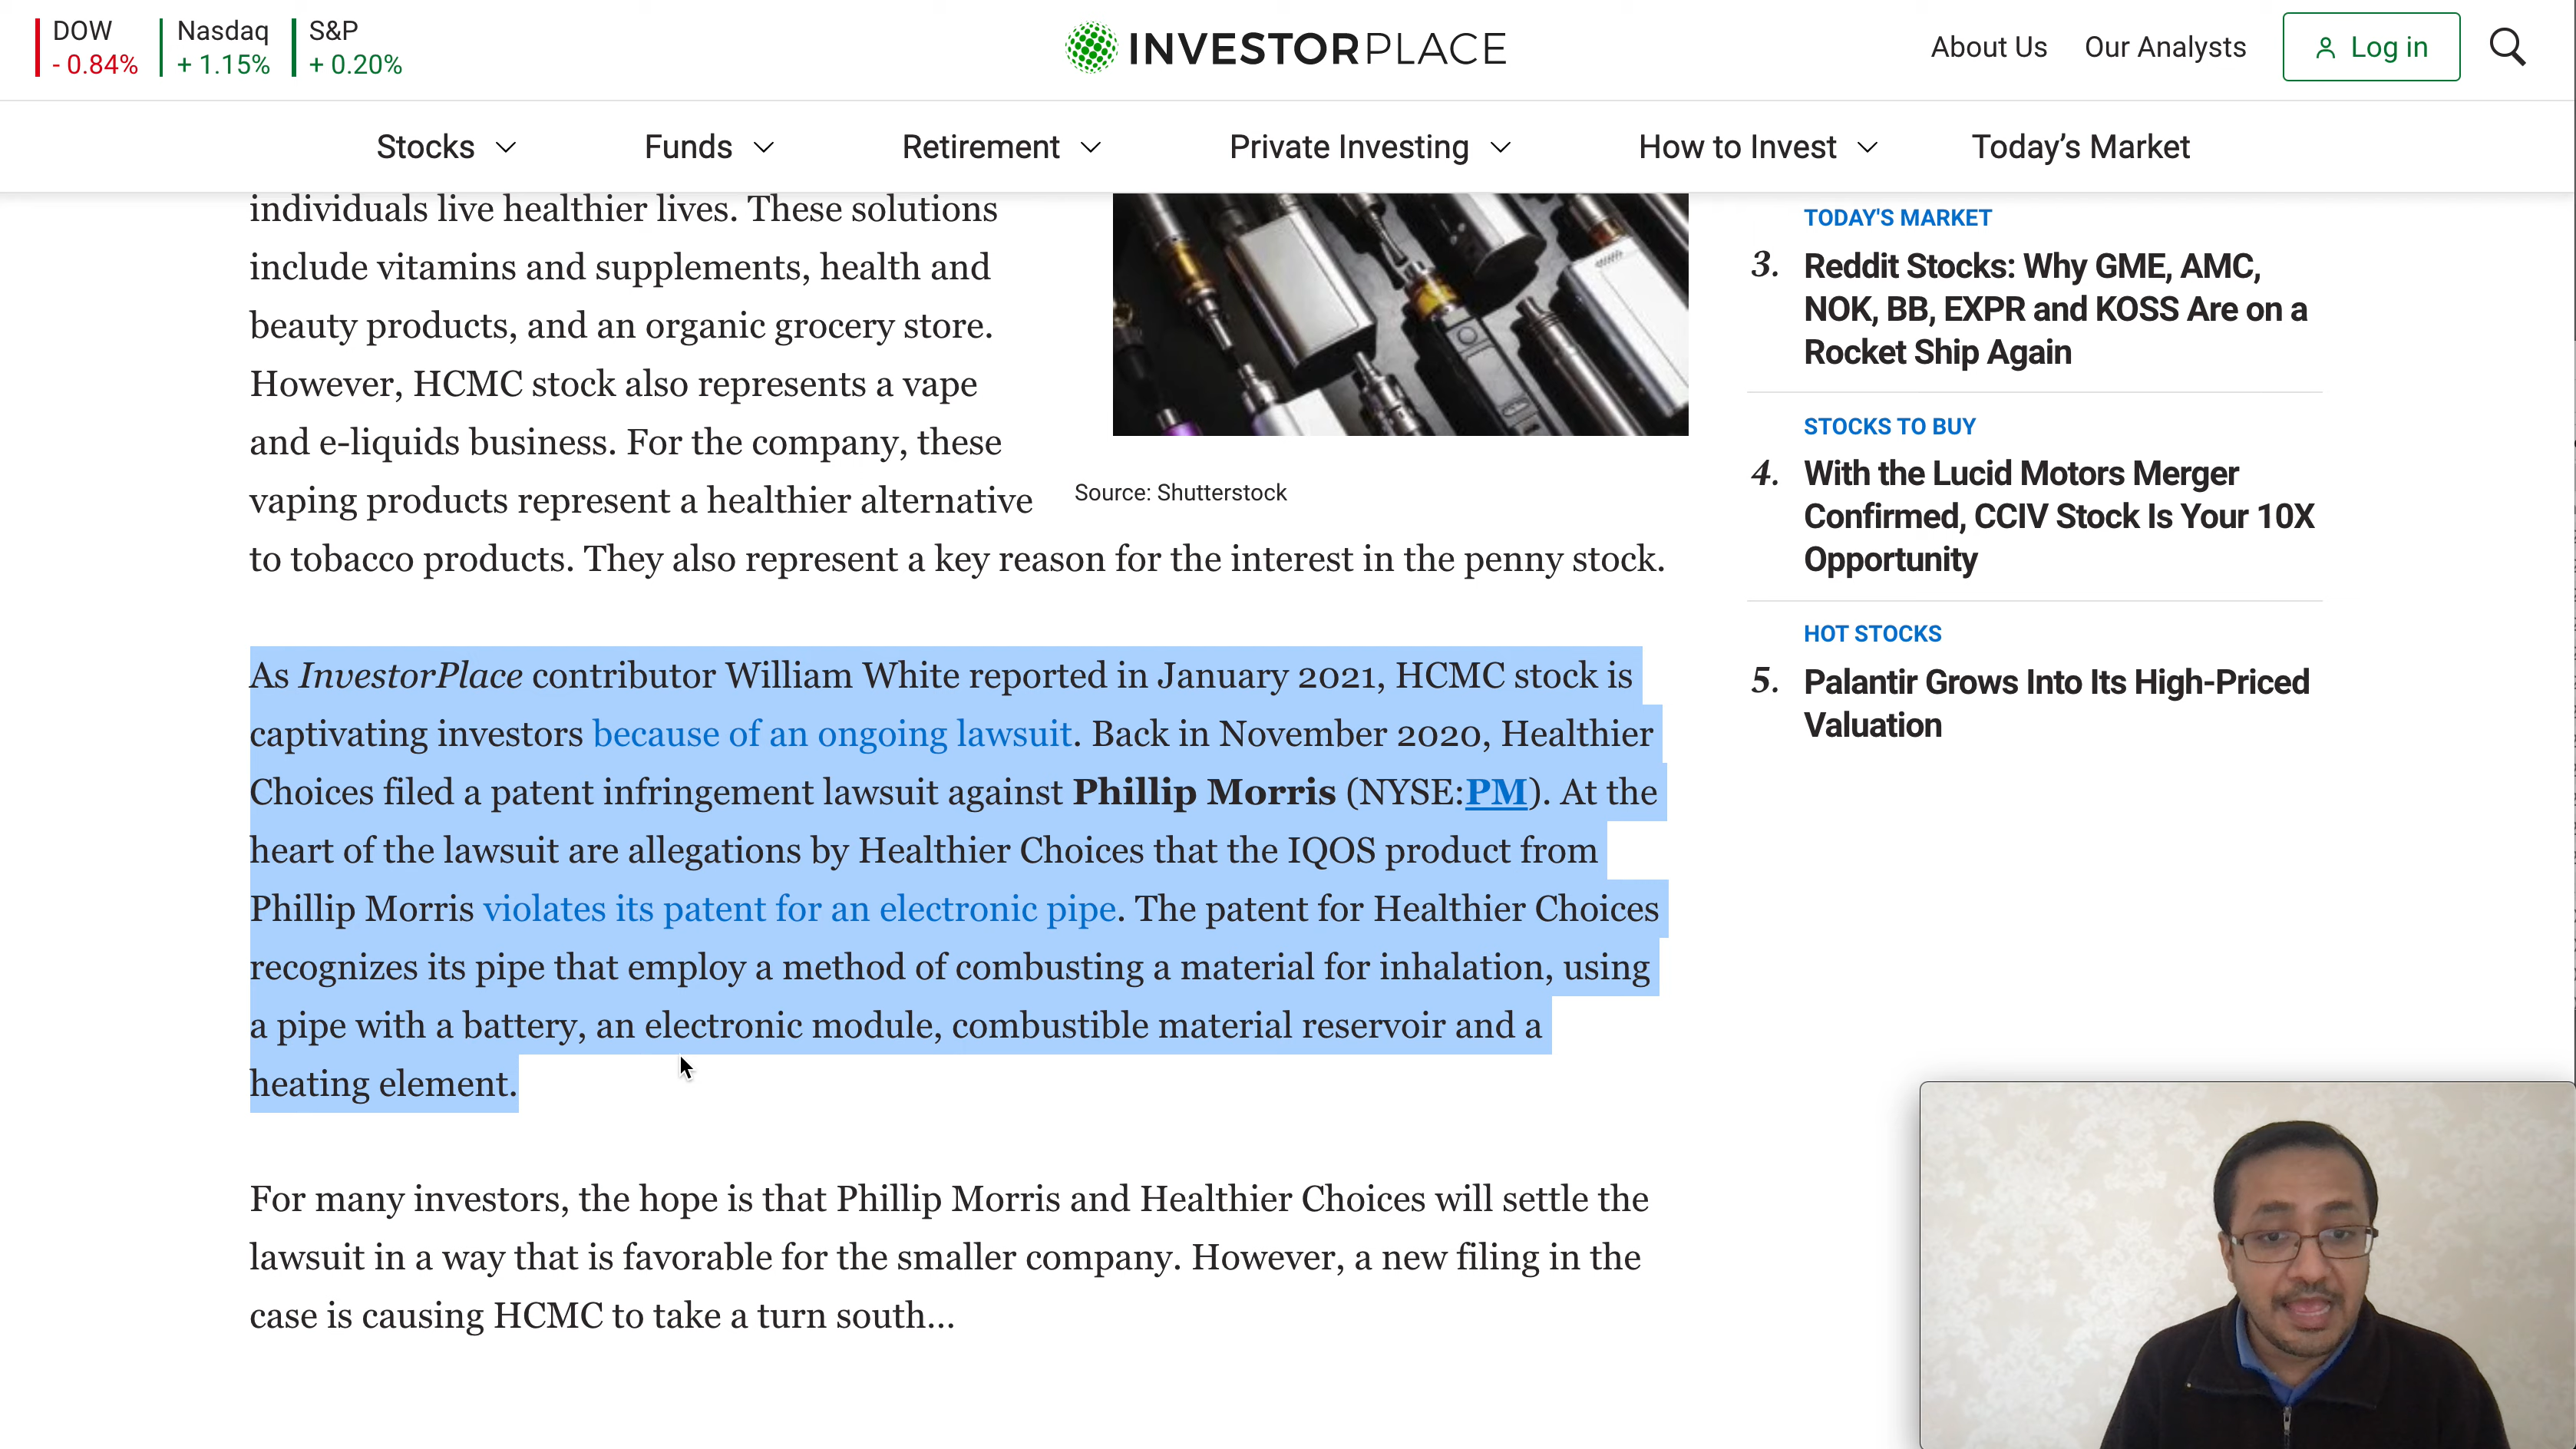 DOW
- 0.84%
Nasdaq
+ 1.15%
S&P
+ 0.20%
INVESTORPLACE
About Us
Our Analysts
Log in
Stocks
Funds
Retirement
Private Investing
How to Invest
Today’s Market
individuals live healthier lives. These solutions
include vitamins and supplements, health and
beauty products, and an organic grocery store.
However, HCMC stock also represents a vape
and e-liquids business. For the company, these
vaping products represent a healthier alternative
to tobacco products. They also represent a key reason for the interest in the penny stock.
Source: Shutterstock
As InvestorPlace contributor William White reported in January 2021, HCMC stock is
captivating investors because of an ongoing lawsuit. Back in November 2020, Healthier
Choices filed a patent infringement lawsuit against Phillip Morris (NYSE:PM). At the
heart of the lawsuit are allegations by Healthier Choices that the IQOS product from
Phillip Morris violates its patent for an electronic pipe. The patent for Healthier Choices
recognizes its pipe that employ a method of combusting a material for inhalation, using
a pipe with a battery, an electronic module, combustible material reservoir and a
heating element.
For many investors, the hope is that Phillip Morris and Healthier Choices will settle the
lawsuit in a way that is favorable for the smaller company. However, a new filing in the
case is causing HCMC to take a turn south...
TODAY'S MARKET
3. Reddit Stocks: Why GME, AMC,
NOK, BB, EXPR and KOSS Are on a
Rocket Ship Again
STOCKS TO BUY
4. With the Lucid Motors Merger
Confirmed, CCIV Stock Is Your 10X
Opportunity
HOT STOCKS
5. Palantir Grows Into Its High-Priced
Valuation